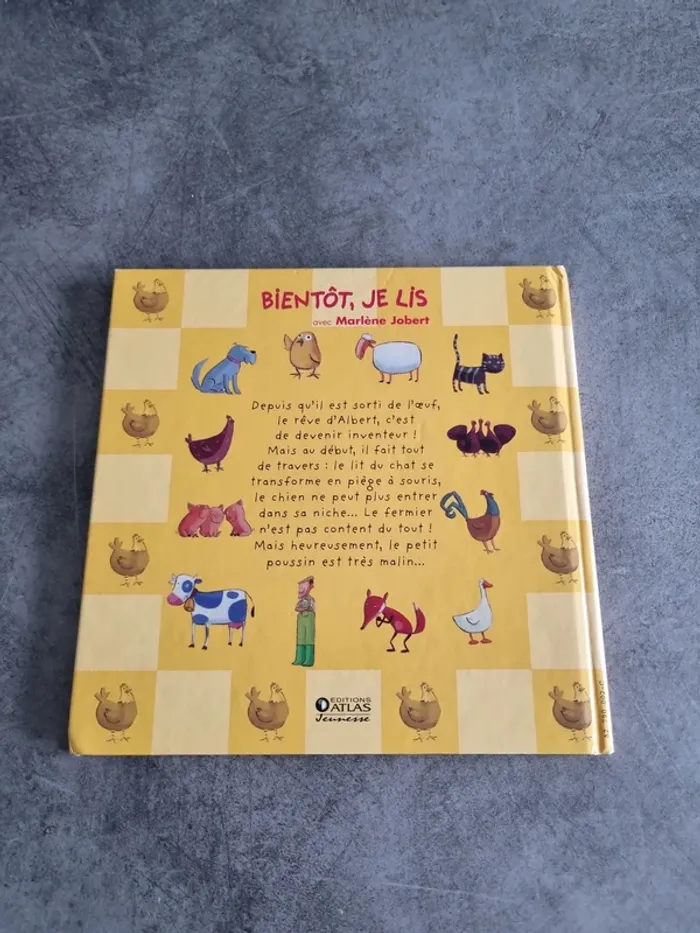 BIENTÔT, JE LIS
avec Marlène Jobert
Depuis qu'il est sorti de l'œuf,
le rêve d'Albert, c'est
de devenir inventeur !
Mais au début, il fait tout
de travers : le lit du chat se
transforme en piège à souris,
le chien ne peut plus entrer
dans sa niche... Le fermier
n'est pas content du tout !
Mais heureusement, le petit
poussin est très malin...
EDITIONS
ATLAS
Jeunesse